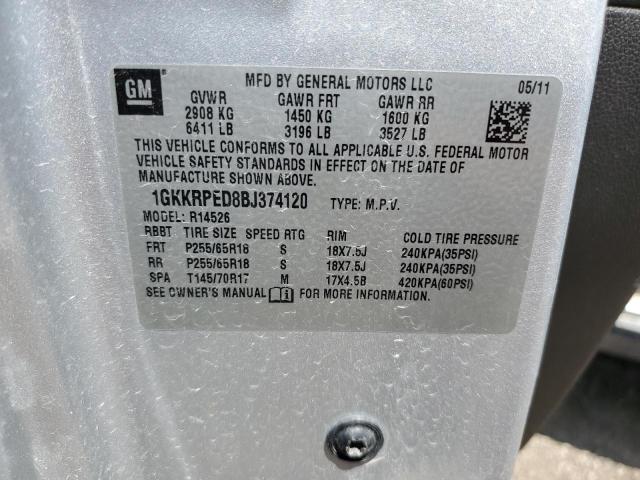 GM
MFD BY GENERAL MOTORS LLC 05/11
GVWR GAWR FRT GAWR RR
2908 KG 1450 KG 1600 KG
6411 LB 3196 LB 3527 LB
THIS VEHICLE CONFORMS TO ALL APPLICABLE U.S. FEDERAL MOTOR
VEHICLE SAFETY STANDARDS IN EFFECT ON THE DATE OF
MANUFACTURE SHOWN ABOVE.
1GKKRPED8BJ374120 TYPE: M.P.V.
MODEL: R14526
RBBT TIRE SIZE SPEED RTG RIM COLD TIRE PRESSURE
FRT P255/65R18 S 18X7.5J 240KPA(35PSI)
RR P255/65R18 S 18X7.5J 240KPA(35PSI)
SPA T145/70R17 M 17X4.5B 420KPA(60PSI)
SEE OWNER'S MANUAL FOR MORE INFORMATION.